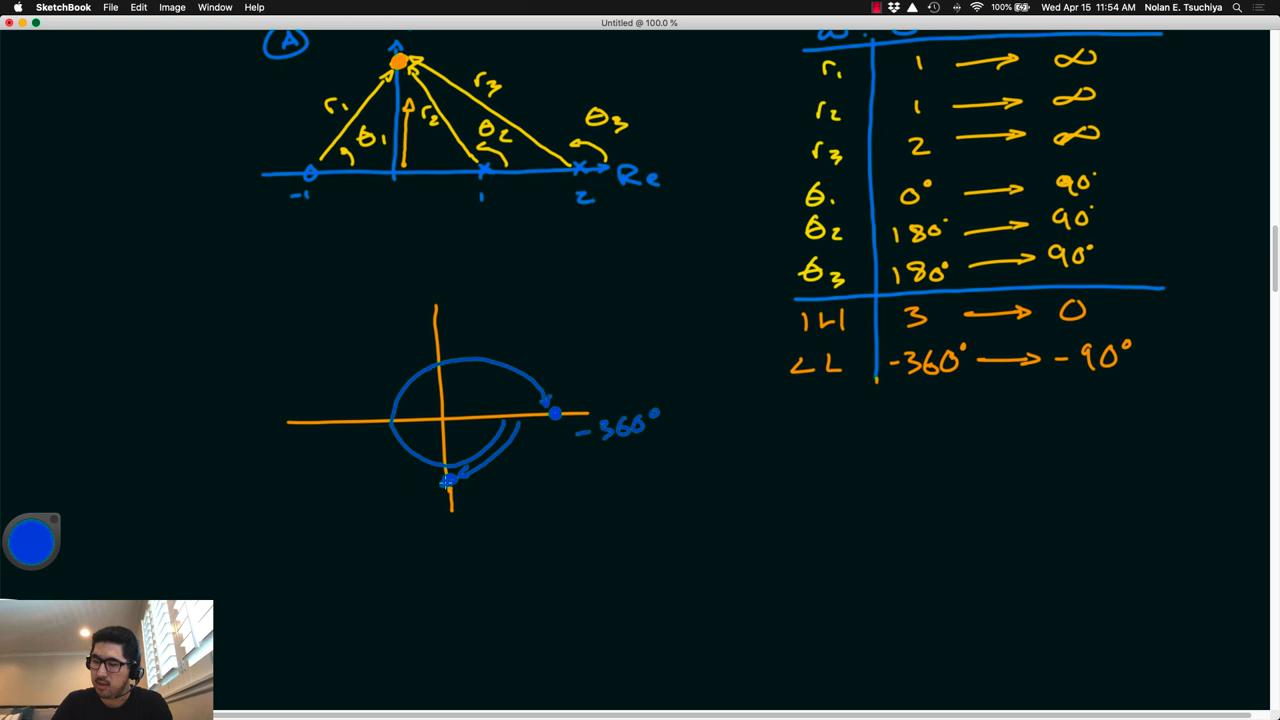 SketchBook File Edit Image Window Help 100% Wed Apr 15 11:54 AM Nolan E. Tsuchiya
Untitled @ 100.0 %
A
r₁ θ₁ r₂ θ₂ r₃ θ₃
Re
-1 1 2
r₁ 1 → ∞
r₂ 1 → ∞
r₃ 2 → ∞
θ₁ 0° → 90°
θ₂ 180° → 90°
θ₃ 180° → 90°
|L| 3 → 0
∠L -360° → -90°
-360°